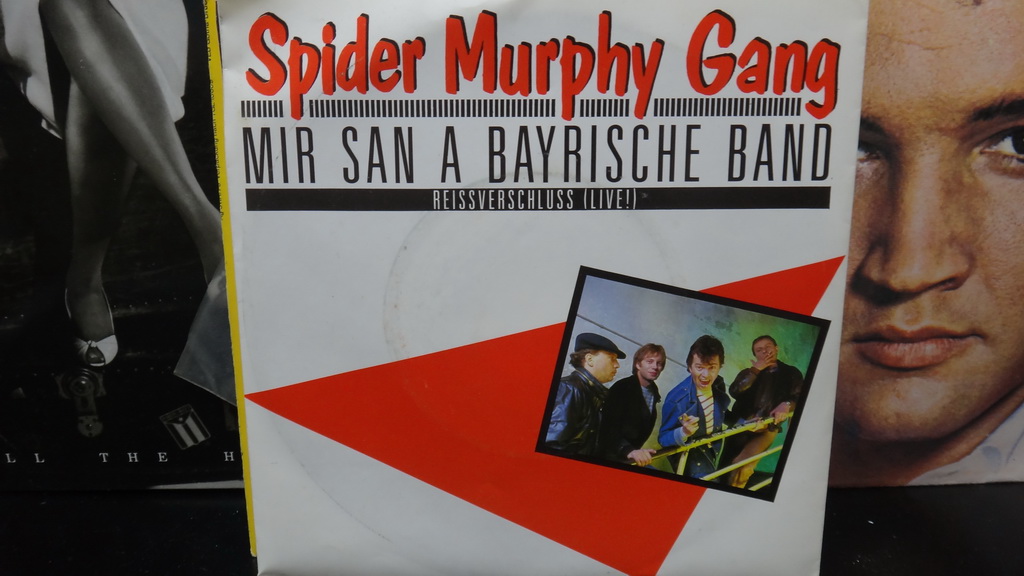 Spider Murphy Gang
MIR SAN A BAYRISCHE BAND
REISSVERSCHLUSS (LIVE!)
LL THE H